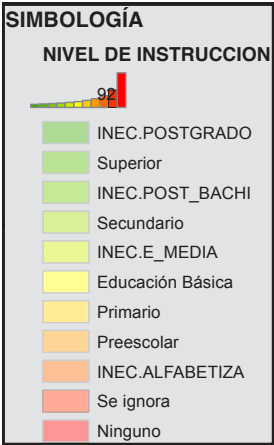 SIMBOLOGÍA
NIVEL DE INSTRUCCION
92
INEC.POSTGRADO
Superior
INEC.POST_BACHI
Secundario
INEC.E_MEDIA
Educación Básica
Primario
Preescolar
INEC.ALFABETIZA
Se ignora
Ninguno